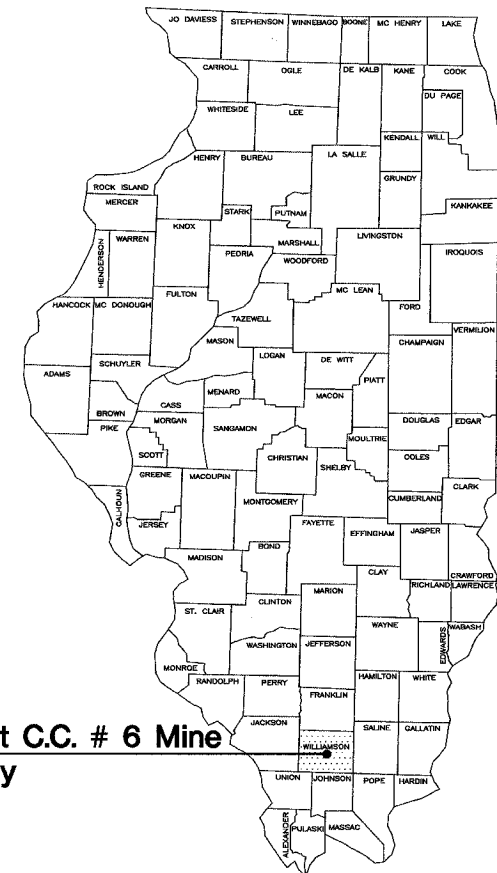 JO DAVIESS STEPHENSON WINNEBAGO BOONE MC HENRY LAKE
CARROLL OGLE DE KALB KANE COOK
DU PAGE
WHITESIDE LEE
KENDALL WILL
HENRY BUREAU LA SALLE
GRUNDY
ROCK ISLAND
MERCER
KANKAKEE
STARK PUTNAM
KNOX
WARREN MARSHALL LIVINGSTON
HENDERSON
PEORIA IROQUOIS
WOODFORD
FULTON MC LEAN
HANCOCK MC DONOUGH FORD
TAZEWELL
VERMILION
MASON CHAMPAIGN
LOGAN DE WITT
SCHUYLER
ADAMS PIATT
MENARD MACON
CASS
BROWN MORGAN DOUGLAS EDGAR
PIKE SANGAMON MOULTRIE
SCOTT CHRISTIAN COLES
SHELBY
GREENE MACOUPIN CLARK
CUMBERLAND
CALHOUN MONTGOMERY
JERSEY FAYETTE JASPER
EFFINGHAM
BOND
MADISON CLAY CRAWFORD
RICHLAND LAWRENCE
MARION
CLINTON
ST. CLAIR WAYNE
EDWARDS WABASH
WASHINGTON JEFFERSON
MONROE
RANDOLPH PERRY HAMILTON WHITE
FRANKLIN
JACKSON
SALINE GALLATIN
t C.C. # 6 Mine
WILLIAMSON
y
UNION JOHNSON POPE HARDIN
ALEXANDER PULASKI MASSAC